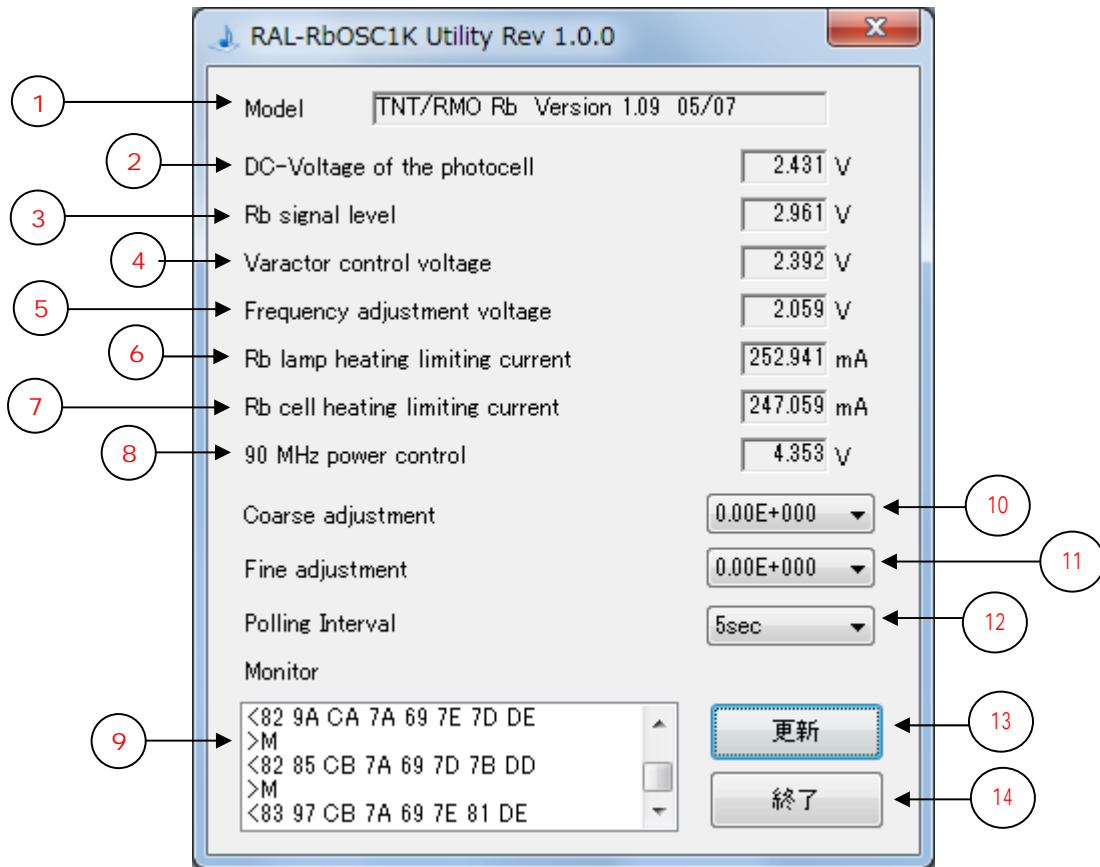 RAL-RbOSC1K Utility Rev 1.0.0
1 Model TNT/RMO Rb Version 1.09 05/07
2 DC-Voltage of the photocell 2.431 V
3 Rb signal level 2.961 V
4 Varactor control voltage 2.392 V
5 Frequency adjustment voltage 2.059 V
6 Rb lamp heating limiting current 252.941 mA
7 Rb cell heating limiting current 247.059 mA
8 90 MHz power control 4.353 V
Coarse adjustment 0.00E+000 10
Fine adjustment 0.00E+000 11
Polling Interval 5sec 12
Monitor
9
<82 9A CA 7A 69 7E 7D DE
>M
<82 85 CB 7A 69 7D 7B DD
>M
<83 97 CB 7A 69 7E 81 DE
更新 13
終了 14